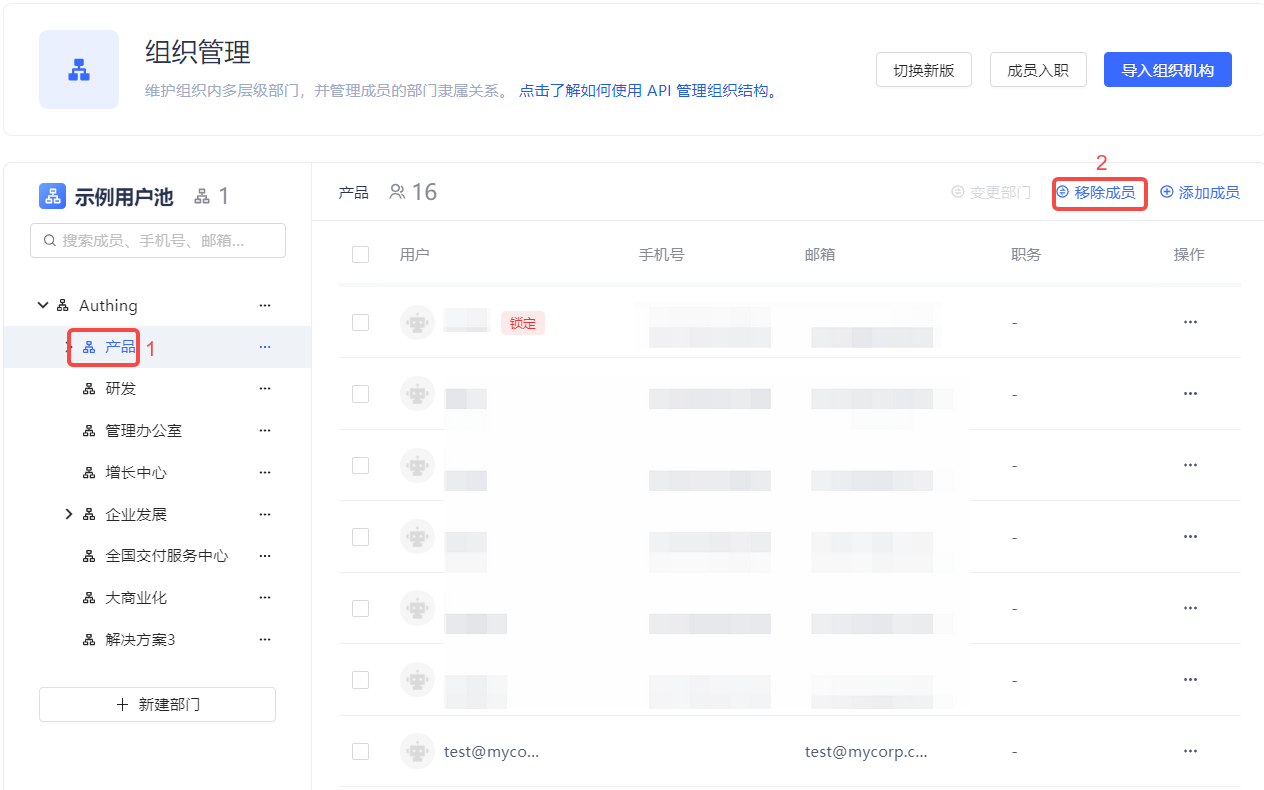 组织管理
维护组织内多层级部门，并管理成员的部门隶属关系。 点击了解如何使用 API 管理组织结构。
切换新版 成员入职 导入组织机构
示例用户池 1
搜索成员、手机号、邮箱...
Authing ...
产品 1 ...
研发 ...
管理办公室 ...
增长中心 ...
企业发展 ...
全国交付服务中心 ...
大商业化 ...
解决方案3 ...
新建部门
2
产品 16 变更部门 移除成员 添加成员
用户 手机号 邮箱 职务 操作
锁定 - ...
- ...
- ...
- ...
- ...
- ...
test@myco... test@mycorp.c... - ...